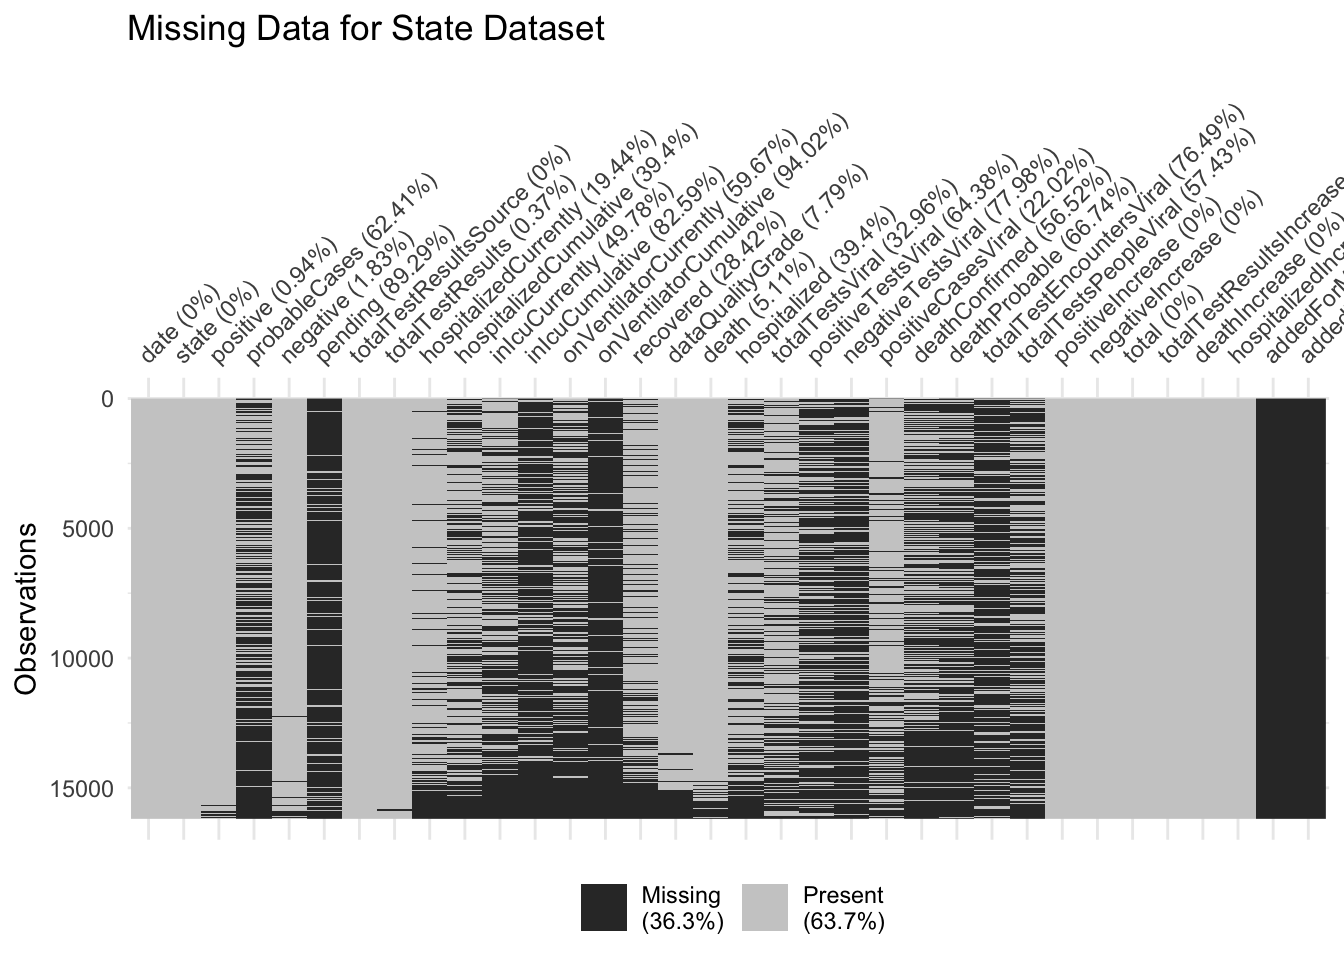 Missing Data for State Dataset
date (0%)
state (0%)
positive (0.94%)
probableCases (62.41%)
negative (1.83%)
pending (89.29%)
totalTestResultsSource (0%)
totalTestResults (0.37%)
hospitalizedCurrently (19.44%)
hospitalizedCumulative (39.4%)
inIcuCurrently (49.78%)
inIcuCumulative (82.59%)
onVentilatorCurrently (59.67%)
onVentilatorCumulative (94.02%)
recovered (28.42%)
dataQualityGrade (7.79%)
death (5.11%)
hospitalized (39.4%)
totalTestsViral (32.96%)
positiveTestsViral (64.38%)
negativeTestsViral (77.98%)
positiveCasesViral (22.02%)
deathConfirmed (56.52%)
deathProbable (66.74%)
totalTestEncountersViral (76.49%)
totalTestsPeopleViral (57.43%)
positiveIncrease (0%)
negativeIncrease (0%)
total (0%)
totalTestResultsIncrease
deathIncrease (0%
hospitalizedInc
addedForN
added
0
5000
10000
15000
Observations
Missing
(36.3%)
Present
(63.7%)